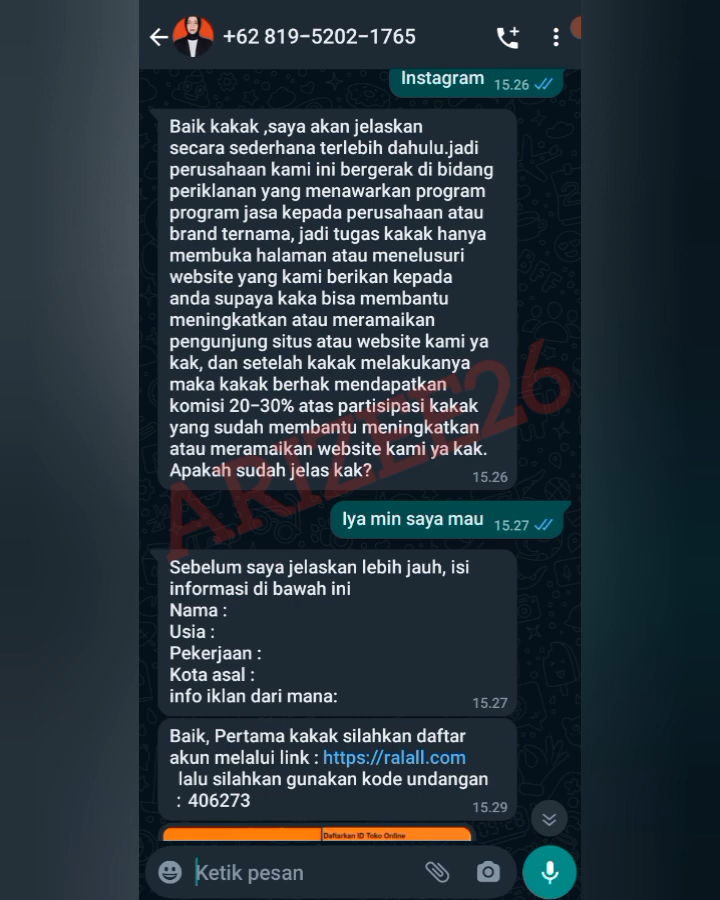 +62 819-5202-1765
Instagram 15.26
Baik kakak ,saya akan jelaskan
secara sederhana terlebih dahulu.jadi
perusahaan kami ini bergerak di bidang
periklanan yang menawarkan program
program jasa kepada perusahaan atau
brand ternama, jadi tugas kakak hanya
membuka halaman atau menelusuri
website yang kami berikan kepada
anda supaya kaka bisa membantu
meningkatkan atau meramaikan
pengunjung situs atau website kami ya
kak, dan setelah kakak melakukanya
maka kakak berhak mendapatkan
komisi 20-30% atas partisipasi kakak
yang sudah membantu meningkatkan
atau meramaikan website kami ya kak.
Apakah sudah jelas kak? 15.26
ARIZEE26
Iya min saya mau 15.27
Sebelum saya jelaskan lebih jauh, isi
informasi di bawah ini
Nama :
Usia :
Pekerjaan :
Kota asal :
info iklan dari mana: 15.27
Baik, Pertama kakak silahkan daftar
akun melalui link : https://ralall.com
lalu silahkan gunakan kode undangan
: 406273 15.29
Daftarkan ID Toko Online
Ketik pesan